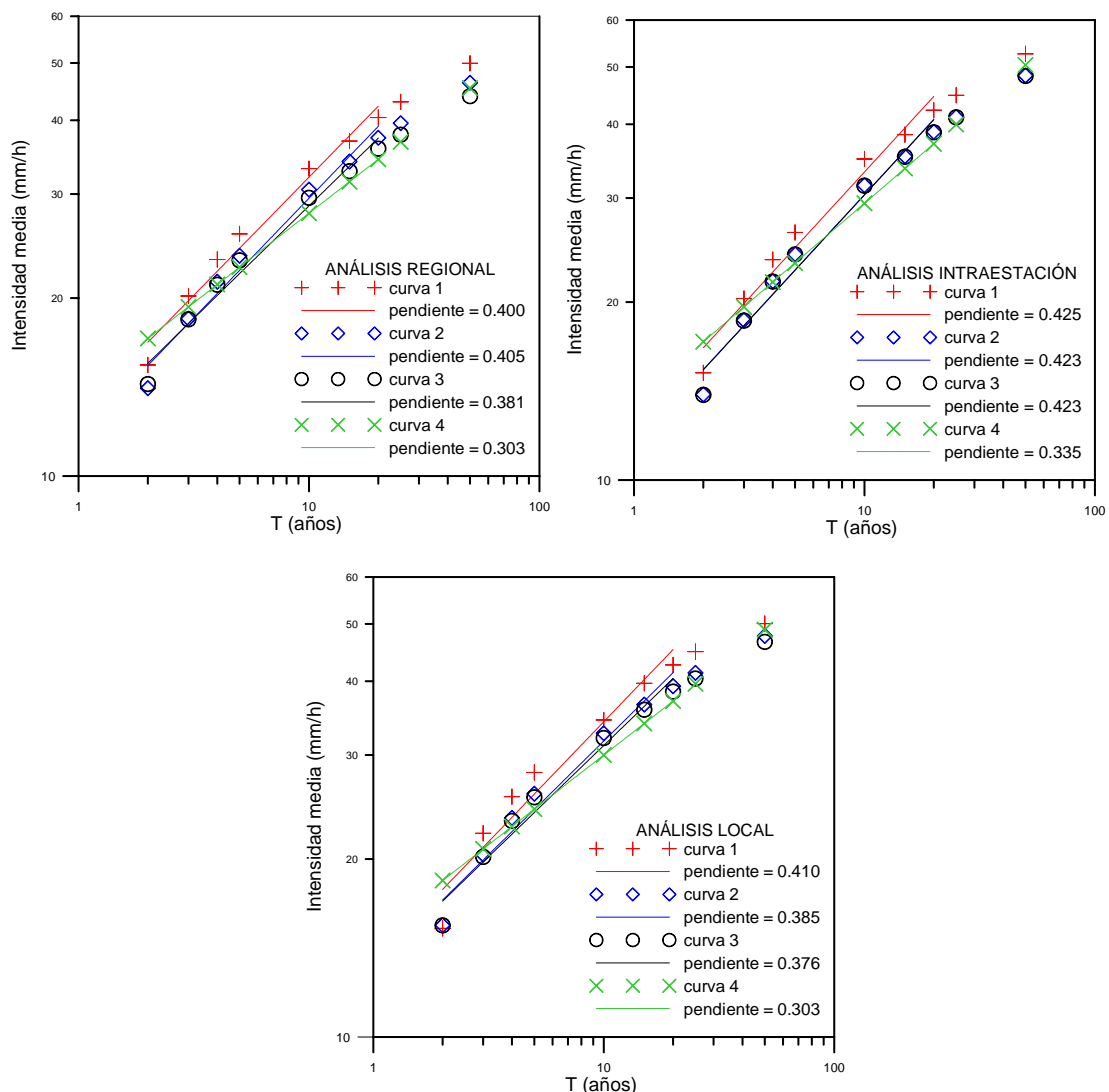 60
50
40
30
20
10
Intensidad media (mm/h)
ANÁLISIS REGIONAL
curva 1
pendiente = 0.400
curva 2
pendiente = 0.405
curva 3
pendiente = 0.381
curva 4
pendiente = 0.303
1
10
100
T (años)
60
50
40
30
20
10
Intensidad media (mm/h)
ANÁLISIS INTRAESTACIÓN
curva 1
pendiente = 0.425
curva 2
pendiente = 0.423
curva 3
pendiente = 0.423
curva 4
pendiente = 0.335
1
10
100
T (años)
60
50
40
30
20
10
Intensidad media (mm/h)
ANÁLISIS LOCAL
curva 1
pendiente = 0.410
curva 2
pendiente = 0.385
curva 3
pendiente = 0.376
curva 4
pendiente = 0.303
1
10
100
T (años)